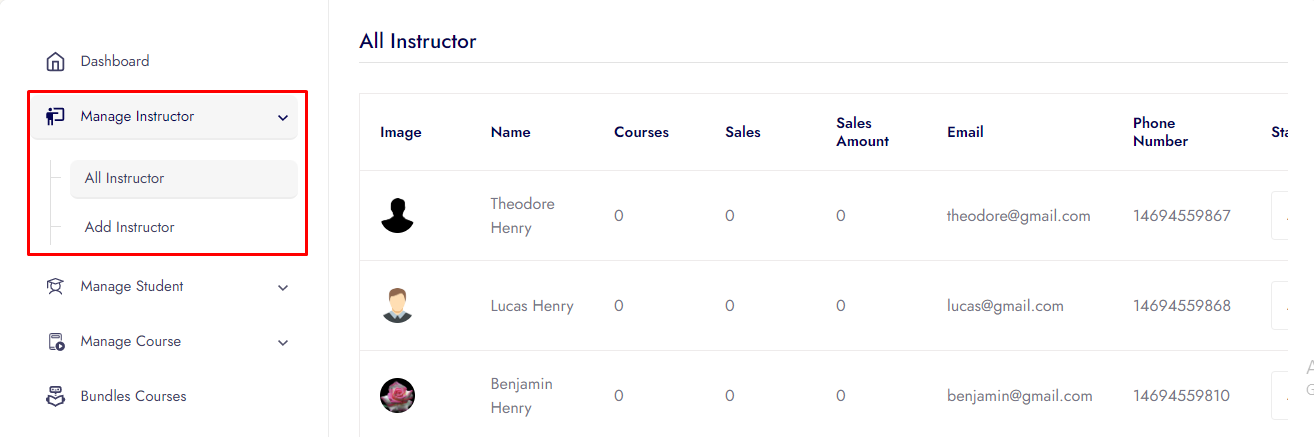 Dashboard
Manage Instructor
All Instructor
Add Instructor
Manage Student
Manage Course
Bundles Courses
All Instructor
Image Name Courses Sales Sales Amount Email Phone Number
Theodore Henry 0 0 0 theodore@gmail.com 14694559867
Lucas Henry 0 0 0 lucas@gmail.com 14694559868
Benjamin Henry 0 0 0 benjamin@gmail.com 14694559810